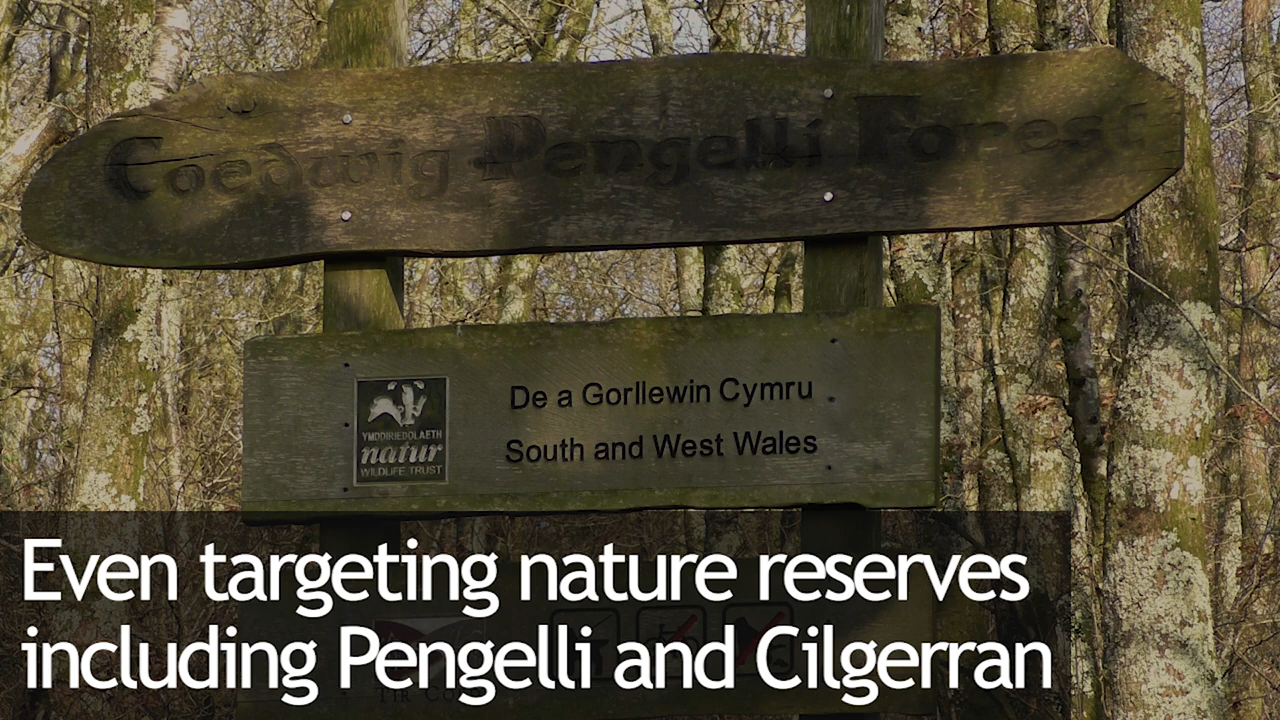 Coedwig Pengelli Forest
De a Gorllewin Cymru
South and West Wales
YMDDIRIEDOLAETH
natur
WILDLIFE TRUST
Even targeting nature reserves
including Pengelli and Cilgerran